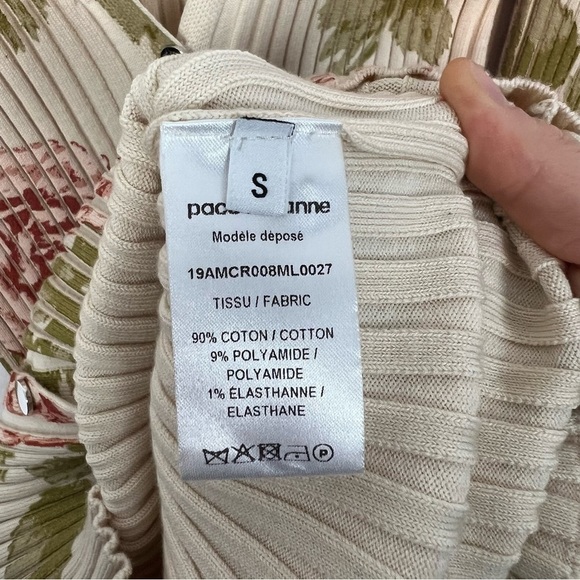 S
Modèle déposé
19AMCR008ML0027
TISSU / FABRIC
90% COTON / COTTON
9% POLYAMIDE /
POLYAMIDE
1% ÉLASTHANNE /
ELASTHANE
P